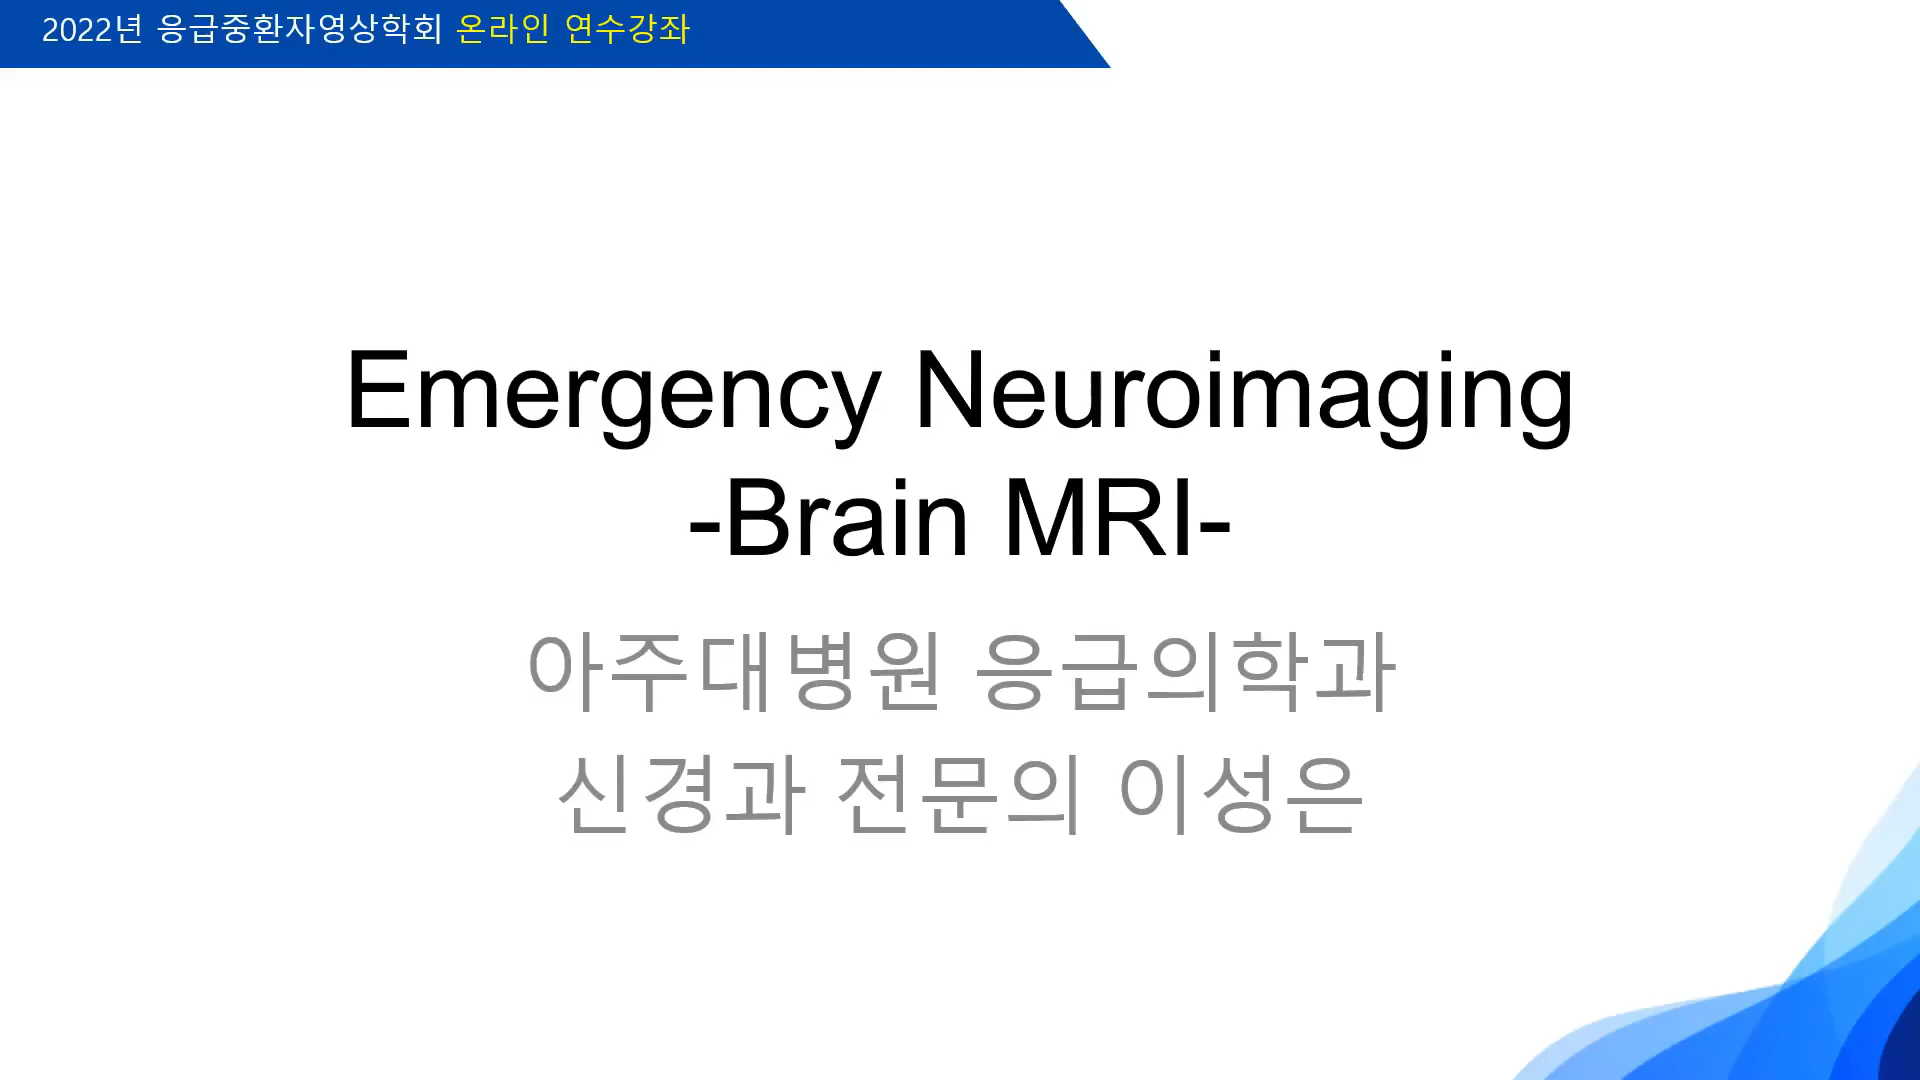 2022년 응급중환자영상학회 온라인 연수강좌
Emergency Neuroimaging
-Brain MRI-
아주대병원 응급의학과
신경과 전문의 이성은